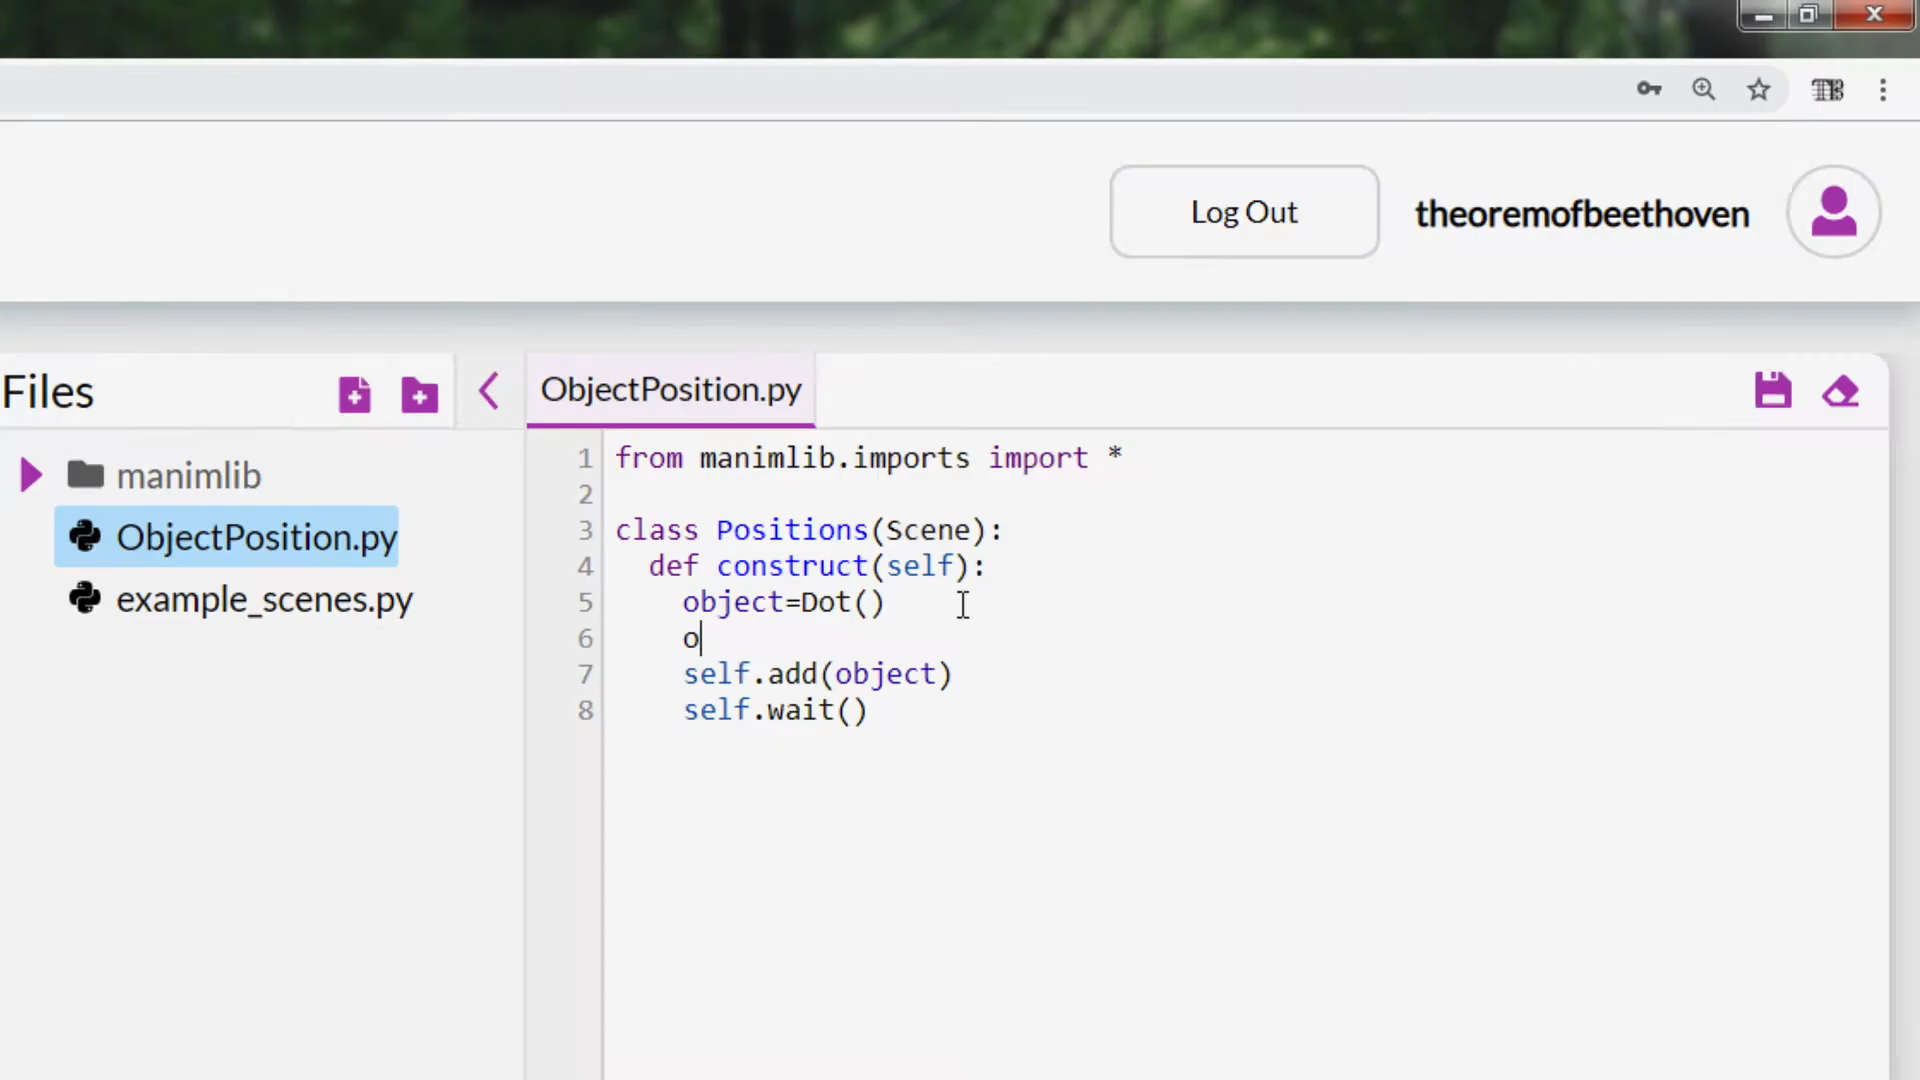 Log Out
theoremofbeethoven
Files
ObjectPosition.py
manimlib
ObjectPosition.py
example_scenes.py
1 from manimlib.imports import *
2
3 class Positions(Scene):
4 def construct(self):
5 object=Dot()
6 o
7 self.add(object)
8 self.wait()